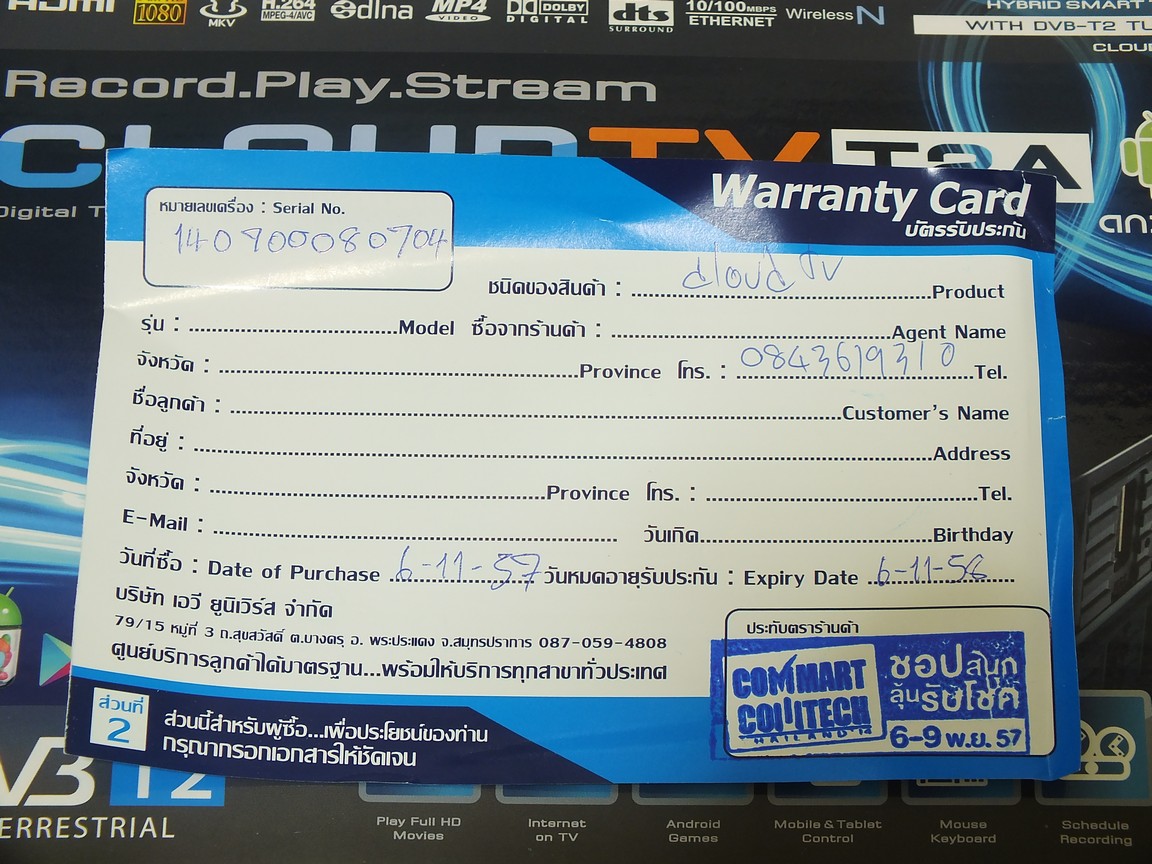 HDMI 1080 MKV H.264 MPEG-4/AVC dlna MP4 VIDEO DOLBY DIGITAL dts SURROUND 10/100MBPS ETHERNET Wireless N
HYBRID SMART
WITH DVB-T2 TU
CLOU
Record.Play.Stream
CLOUDTV T2A
Digital T
Warranty Card
บัตรรับประกัน
หมายเลขเครื่อง : Serial No.
140900080704
ชนิดของสินค้า : cloud tv Product
รุ่น : Model ซื้อจากร้านค้า : Agent Name
จังหวัด : Province โทร. : 0843619310 Tel.
ชื่อลูกค้า : Customer's Name
ที่อยู่ : Address
จังหวัด : Province โทร. : Tel.
E-Mail : วันเกิด Birthday
วันที่ซื้อ : Date of Purchase 6-11-57 วันหมดอายุรับประกัน : Expiry Date 6-11-58
บริษัท เอวี ยูนิเวิร์ส จำกัด
79/15 หมู่ที่ 3 ถ.สุขสวัสดิ์ ต.บางครุ อ. พระประแดง จ.สมุทรปราการ 087-059-4808
ศูนย์บริการลูกค้าได้มาตรฐาน...พร้อมให้บริการทุกสาขาทั่วประเทศ
ประทับตราร้านค้า
COMMART COMTECH
THAILAND'14
ชอปสนุก
ลุ้นรับโชค
6-9 พ.ย. 57
ส่วนที่ 2
ส่วนนี้สำหรับผู้ซื้อ...เพื่อประโยชน์ของท่าน
กรุณากรอกเอกสารให้ชัดเจน
VB T2
ERRESTRIAL
Play Full HD Movies
Internet on TV
Android Games
Mobile & Tablet Control
Mouse Keyboard
Schedule Recording